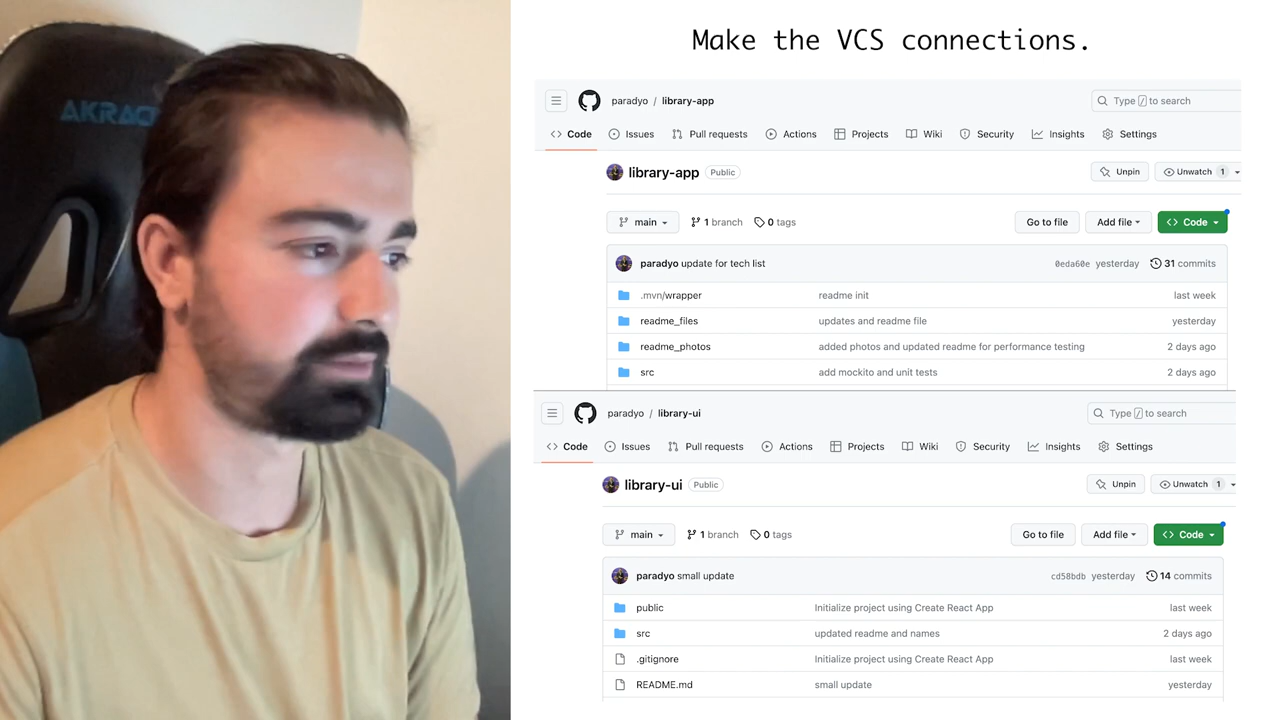 AKRAC
Make the VCS connections.
paradyo / library-app
Type / to search
Code Issues Pull requests Actions Projects Wiki Security Insights Settings
library-app Public Unpin Unwatch 1
main 1 branch 0 tags Go to file Add file Code
paradyo update for tech list 0eda60e yesterday 31 commits
.mvn/wrapper readme init last week
readme_files updates and readme file yesterday
readme_photos added photos and updated readme for performance testing 2 days ago
src add mockito and unit tests 2 days ago
paradyo / library-ui
Type / to search
Code Issues Pull requests Actions Projects Wiki Security Insights Settings
library-ui Public Unpin Unwatch 1
main 1 branch 0 tags Go to file Add file Code
paradyo small update cd58bdb yesterday 14 commits
public Initialize project using Create React App last week
src updated readme and names 2 days ago
.gitignore Initialize project using Create React App last week
README.md small update yesterday